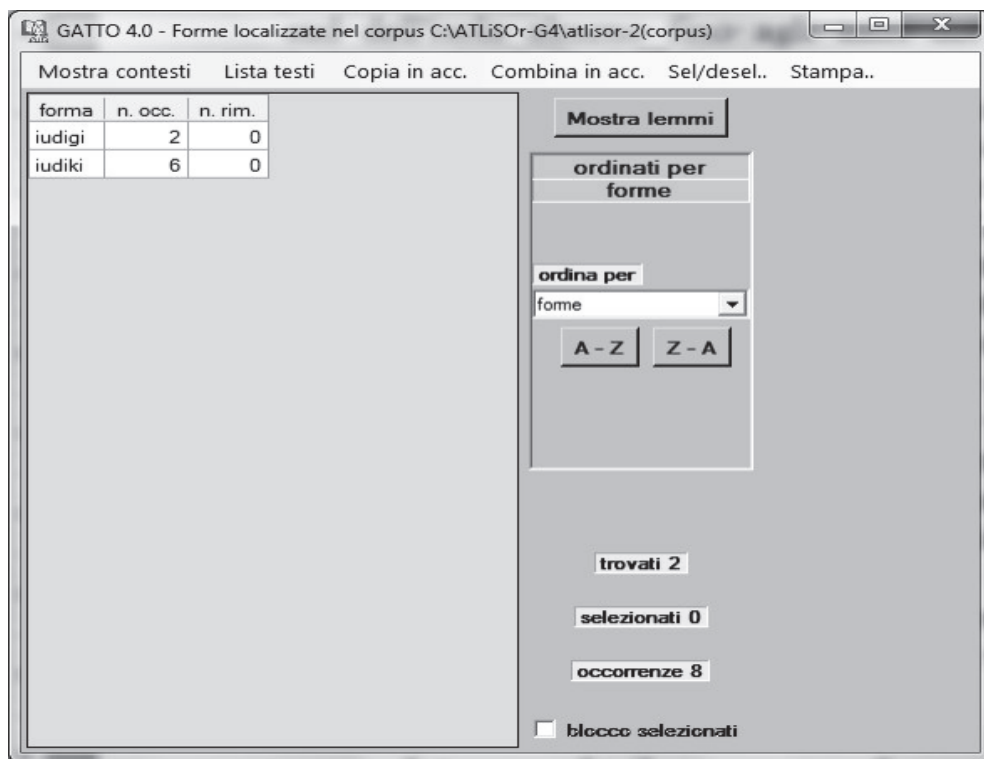 GATTO 4.0 - Forme localizzate nel corpus C:\ATLiSOr-G4\atlisor-2(corpus)
Mostra contesti Lista testi Copia in acc. Combina in acc. Sel/desel.. Stampa..
forma n. occ. n. rim.
iudigi 2 0
iudiki 6 0
Mostra lemmi
ordinati per
forme
ordina per
forme
A - Z Z - A
trovati 2
selezionati 0
occorrenze 8
blocco selezionati